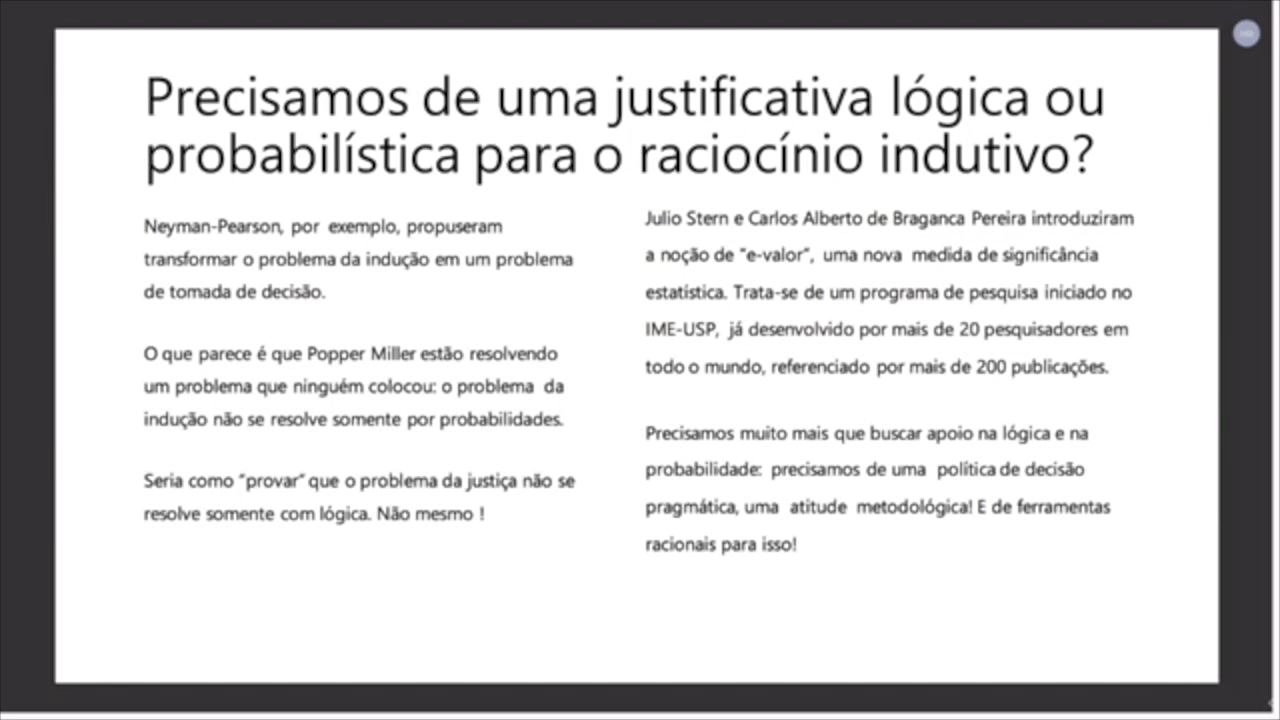 Precisamos de uma justificativa lógica ou
probabilística para o raciocínio indutivo?
Neyman-Pearson, por exemplo, propuseram
transformar o problema da indução em um problema
de tomada de decisão.
O que parece é que Popper Miller estão resolvendo
um problema que ninguém colocou: o problema da
indução não se resolve somente por probabilidades.
Seria como "provar" que o problema da justiça não se
resolve somente com lógica. Não mesmo !
Julio Stern e Carlos Alberto de Braganca Pereira introduziram
a noção de "e-valor", uma nova medida de significância
estatística. Trata-se de um programa de pesquisa iniciado no
IME-USP, já desenvolvido por mais de 20 pesquisadores em
todo o mundo, referenciado por mais de 200 publicações.
Precisamos muito mais que buscar apoio na lógica e na
probabilidade: precisamos de uma política de decisão
pragmática, uma atitude metodológica! E de ferramentas
racionais para isso!